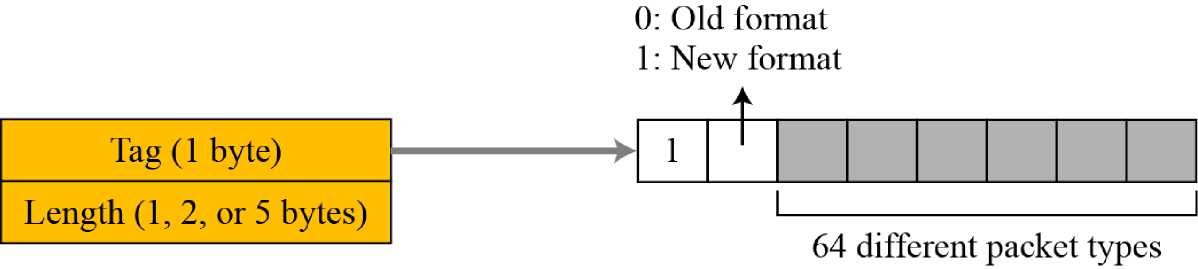 0: Old format
1: New format
Tag (1 byte)
1
Length (1, 2, or 5 bytes)
64 different packet types